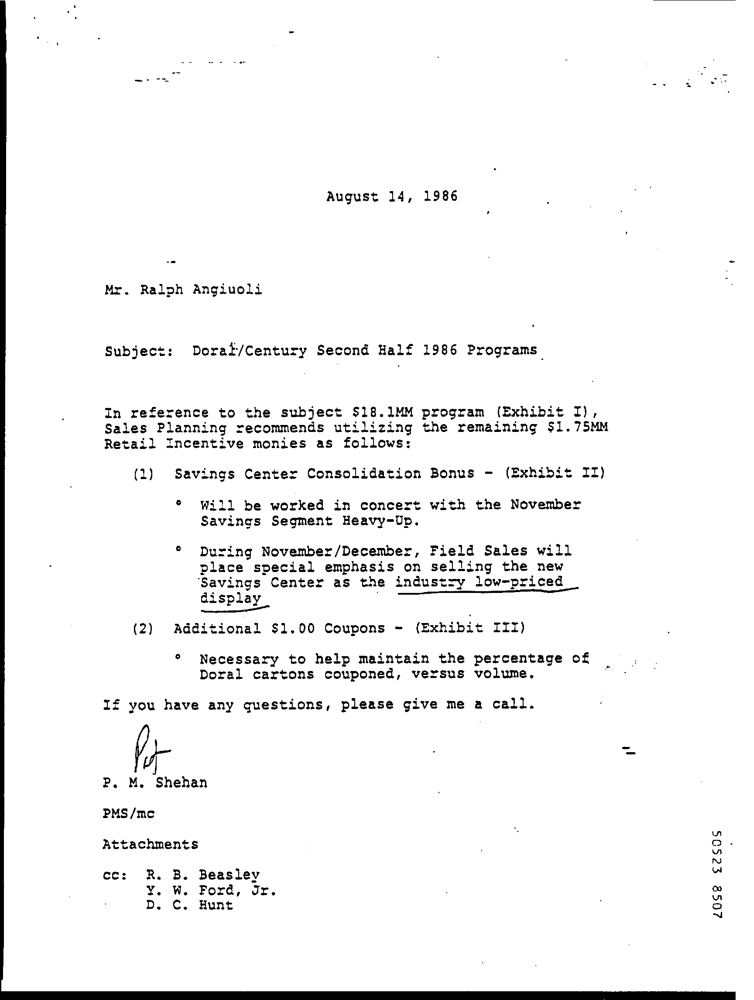 August 14, 1986
Mr. Ralph Angiuoli
Subject: Doral/Century Second Half 1986 Programs
In reference to the subject $18.1MM program (Exhibit I),
Sales Planning recommends utilizing the remaining $1.75MM
Retail Incentive monies as follows:
(1) Savings Center Consolidation Bonus - (Exhibit II)
° Will be worked in concert with the November
Savings Segment Heavy-Up.
° During November/December, Field Sales will
place special emphasis on selling the new
Savings Center as the industry low-priced
display
(2) Additional $1.00 Coupons - (Exhibit III)
° Necessary to help maintain the percentage of
Doral cartons couponed, versus volume.
If you have any questions, please give me a call.
Pat
P. M. Shehan
PMS/mc
Attachments
cc: R. B. Beasley
Y. W. Ford, Jr.
D. C. Hunt
50523 8507